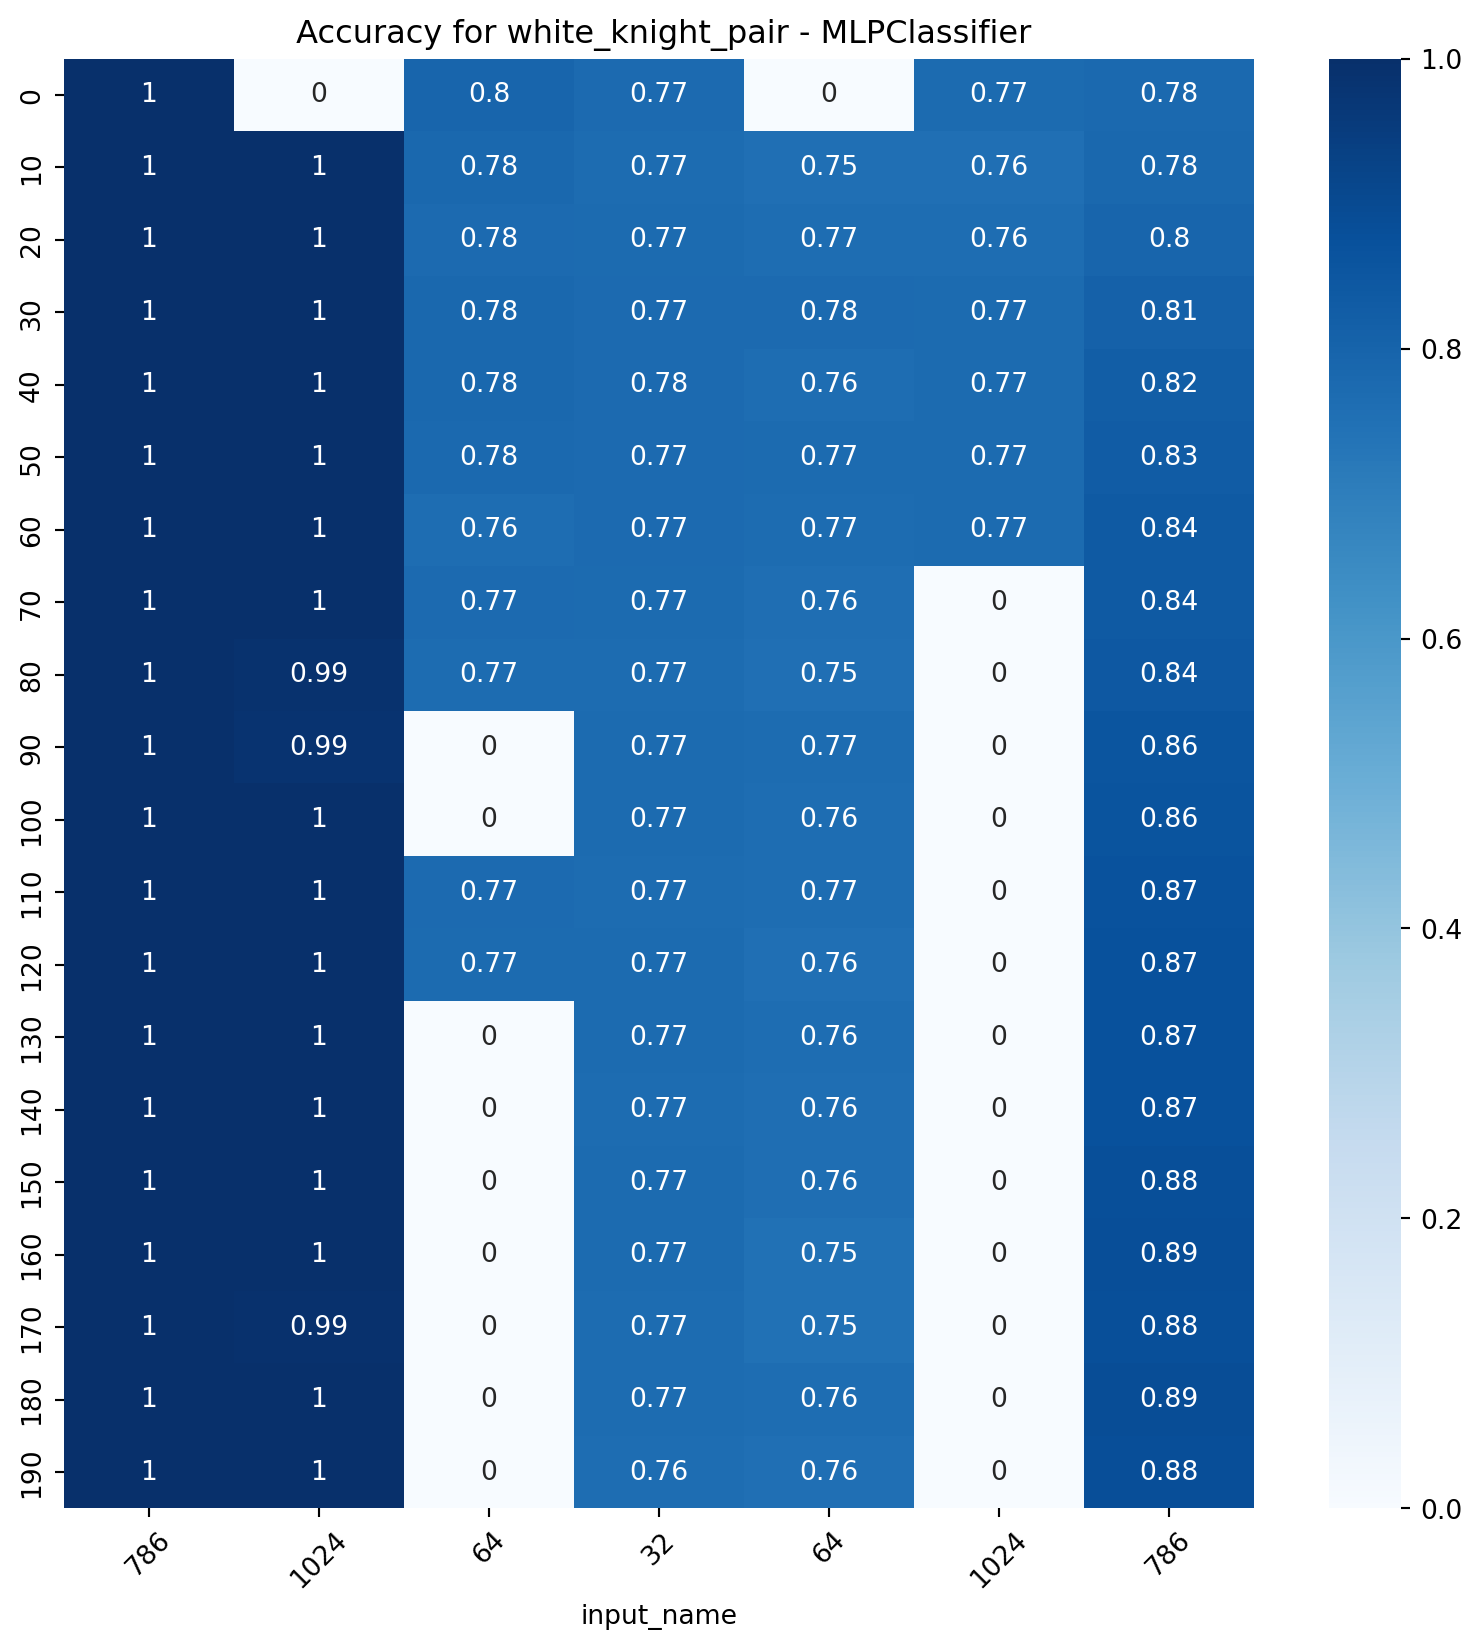 Accuracy for white_knight_pair - MLPClassifier
0 1 0 0.8 0.77 0 0.77 0.78
10 1 1 0.78 0.77 0.75 0.76 0.78
20 1 1 0.78 0.77 0.77 0.76 0.8
30 1 1 0.78 0.77 0.78 0.77 0.81
40 1 1 0.78 0.78 0.76 0.77 0.82
50 1 1 0.78 0.77 0.77 0.77 0.83
60 1 1 0.76 0.77 0.77 0.77 0.84
70 1 1 0.77 0.77 0.76 0 0.84
80 1 0.99 0.77 0.77 0.75 0 0.84
90 1 0.99 0 0.77 0.77 0 0.86
100 1 1 0 0.77 0.76 0 0.86
110 1 1 0.77 0.77 0.77 0 0.87
120 1 1 0.77 0.77 0.76 0 0.87
130 1 1 0 0.77 0.76 0 0.87
140 1 1 0 0.77 0.76 0 0.87
150 1 1 0 0.77 0.76 0 0.88
160 1 1 0 0.77 0.75 0 0.89
170 1 0.99 0 0.77 0.75 0 0.88
180 1 1 0 0.77 0.76 0 0.89
190 1 1 0 0.76 0.76 0 0.88
786 1024 64 32 64 1024 786
input_name
1.0
0.8
0.6
0.4
0.2
0.0